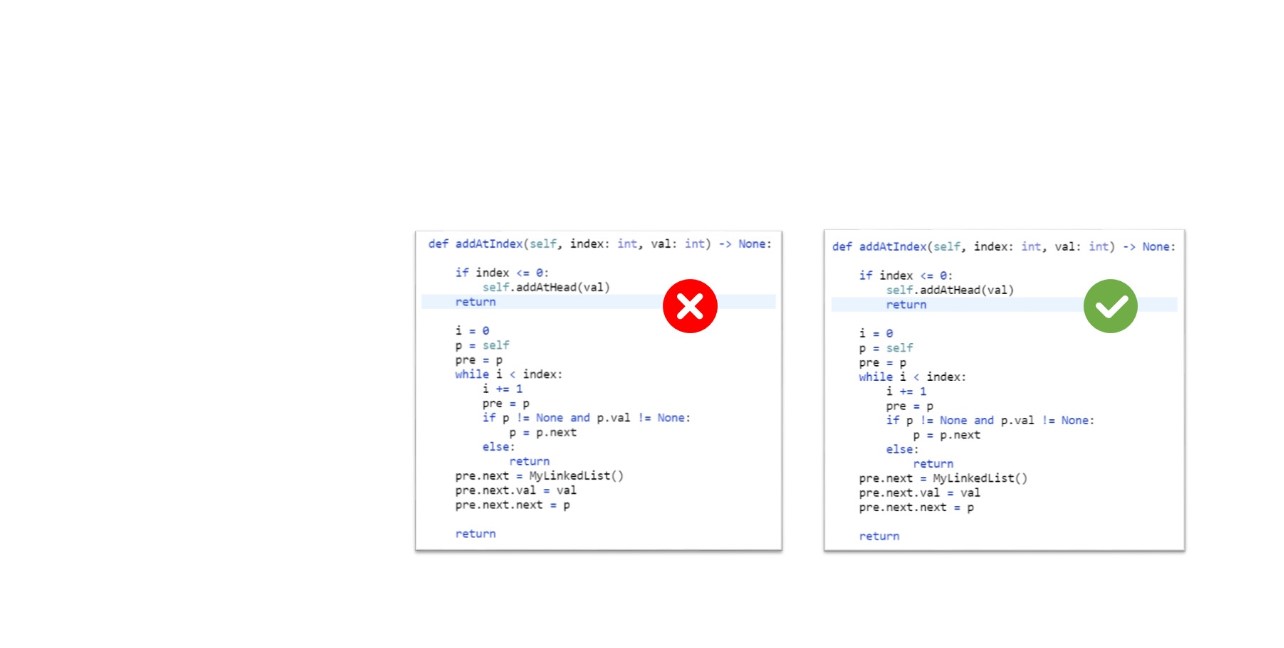 def addAtIndex(self, index: int, val: int) -> None:
    if index <= 0:
        self.addAtHead(val)
    return
    i = 0
    p = self
    pre = p
    while i < index:
        i += 1
        pre = p
        if p != None and p.val != None:
            p = p.next
        else:
            return
    pre.next = MyLinkedList()
    pre.next.val = val
    pre.next.next = p
    return
def addAtIndex(self, index: int, val: int) -> None:
    if index <= 0:
        self.addAtHead(val)
        return
    i = 0
    p = self
    pre = p
    while i < index:
        i += 1
        pre = p
        if p != None and p.val != None:
            p = p.next
        else:
            return
    pre.next = MyLinkedList()
    pre.next.val = val
    pre.next.next = p
    return